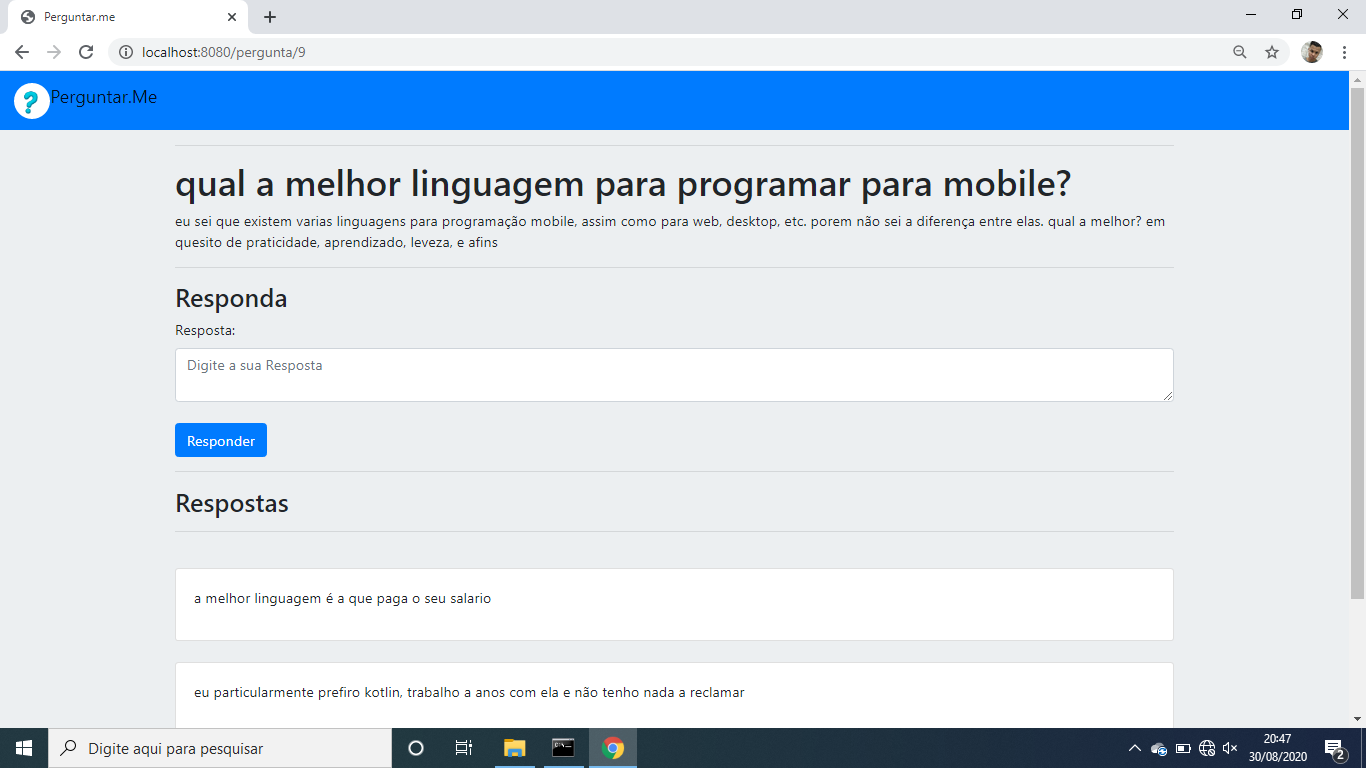 Perguntar.me
localhost:8080/pergunta/9
Perguntar.Me
qual a melhor linguagem para programar para mobile?
eu sei que existem varias linguagens para programação mobile, assim como para web, desktop, etc. porem não sei a diferença entre elas. qual a melhor? em
quesito de praticidade, aprendizado, leveza, e afins
Responda
Resposta:
Digite a sua Resposta
Responder
Respostas
a melhor linguagem é a que paga o seu salario
eu particularmente prefiro kotlin, trabalho a anos com ela e não tenho nada a reclamar
Digite aqui para pesquisar
20:47
30/08/2020
2